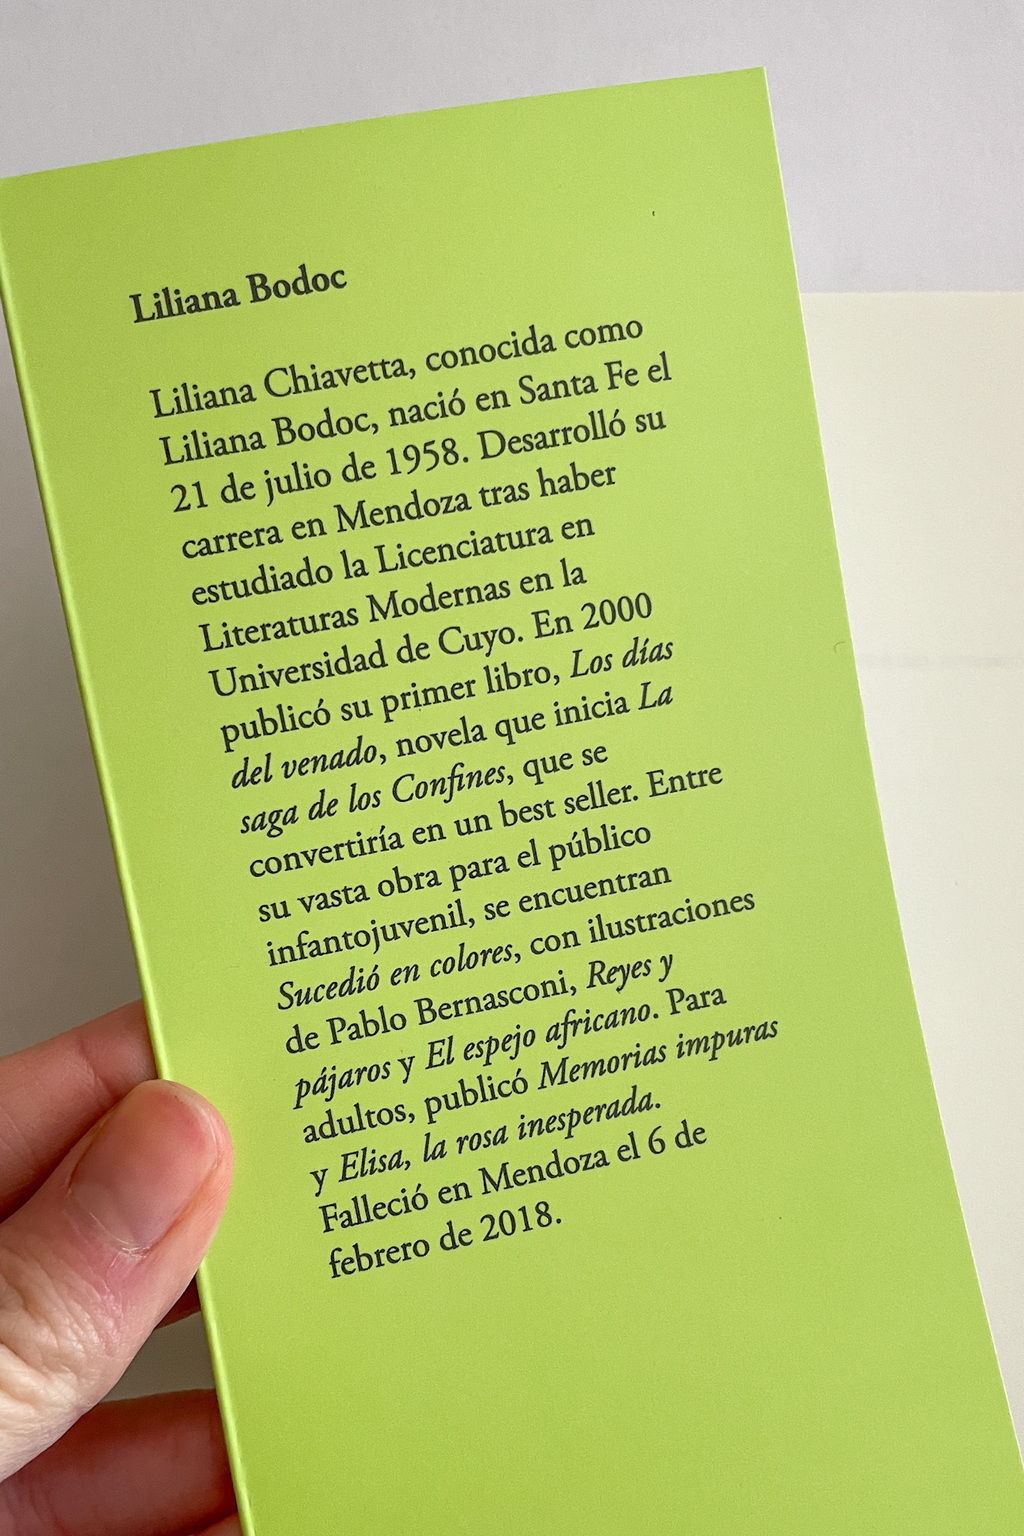 Liliana Bodoc
Liliana Chiavetta, conocida como
Liliana Bodoc, nació en Santa Fe el
21 de julio de 1958. Desarrolló su
carrera en Mendoza tras haber
estudiado la Licenciatura en
Literaturas Modernas en la
Universidad de Cuyo. En 2000
publicó su primer libro, Los días
del venado, novela que inicia La
saga de los Confines, que se
convertiría en un best seller. Entre
su vasta obra para el público
infantojuvenil, se encuentran
Sucedió en colores, con ilustraciones
de Pablo Bernasconi, Reyes y
pájaros y El espejo africano. Para
adultos, publicó Memorias impuras
y Elisa, la rosa inesperada.
Falleció en Mendoza el 6 de
febrero de 2018.